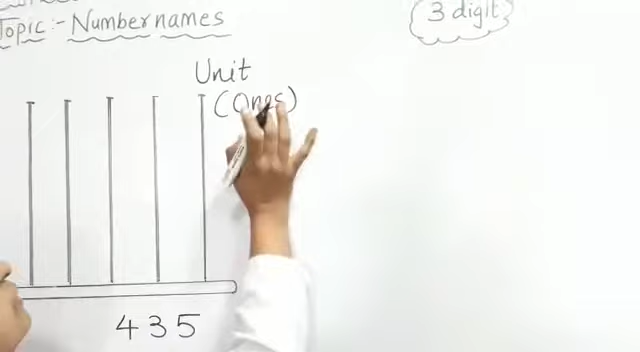 Topic :- Number names
3 digit
Unit
(Ones)
435